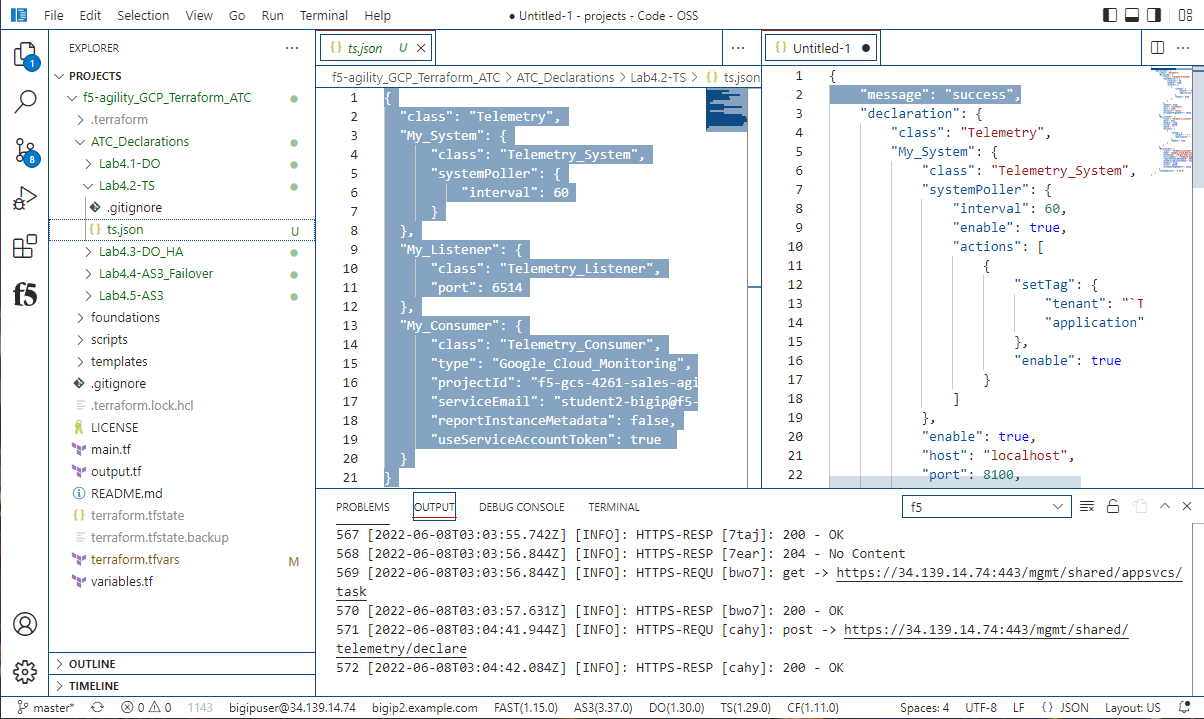 File Edit Selection View Go Run Terminal Help ● Untitled-1 - projects - Code - OSS
EXPLORER ···
PROJECTS
f5-agility_GCP_Terraform_ATC
.terraform
ATC_Declarations
Lab4.1-DO
Lab4.2-TS
.gitignore
{} ts.json U
Lab4.3-DO_HA
Lab4.4-AS3_Failover
Lab4.5-AS3
foundations
scripts
templates
.gitignore
.terraform.lock.hcl
LICENSE
main.tf
output.tf
README.md
{} terraform.tfstate
terraform.tfstate.backup
terraform.tfvars M
variables.tf
OUTLINE
TIMELINE
1
8
f5
{} ts.json U ×
f5-agility_GCP_Terraform_ATC > ATC_Declarations > Lab4.2-TS > {} ts.json
1 {
2 "class": "Telemetry",
3 "My_System": {
4 "class": "Telemetry_System",
5 "systemPoller": {
6 "interval": 60
7 }
8 },
9 "My_Listener": {
10 "class": "Telemetry_Listener",
11 "port": 6514
12 },
13 "My_Consumer": {
14 "class": "Telemetry_Consumer",
15 "type": "Google_Cloud_Monitoring",
16 "projectId": "f5-gcs-4261-sales-agi
17 "serviceEmail": "student2-bigip@f5-
18 "reportInstanceMetadata": false,
19 "useServiceAccountToken": true
20 }
21 }
{} Untitled-1 ●
1 {
2 "message": "success",
3 "declaration": {
4 "class": "Telemetry",
5 "My_System": {
6 "class": "Telemetry_System",
7 "systemPoller": {
8 "interval": 60,
9 "enable": true,
10 "actions": [
11 {
12 "setTag": {
13 "tenant": "`T
14 "application"
15 },
16 "enable": true
17 }
18 ]
19 },
20 "enable": true,
21 "host": "localhost",
22 "port": 8100,
PROBLEMS OUTPUT DEBUG CONSOLE TERMINAL f5
567 [2022-06-08T03:03:55.742Z] [INFO]: HTTPS-RESP [7taj]: 200 - OK
568 [2022-06-08T03:03:56.844Z] [INFO]: HTTPS-RESP [7ear]: 204 - No Content
569 [2022-06-08T03:03:56.844Z] [INFO]: HTTPS-REQU [bwo7]: get -> https://34.139.14.74:443/mgmt/shared/appsvcs/
task
570 [2022-06-08T03:03:57.631Z] [INFO]: HTTPS-RESP [bwo7]: 200 - OK
571 [2022-06-08T03:04:41.944Z] [INFO]: HTTPS-REQU [cahy]: post -> https://34.139.14.74:443/mgmt/shared/
telemetry/declare
572 [2022-06-08T03:04:42.084Z] [INFO]: HTTPS-RESP [cahy]: 200 - OK
master* 0 0 1143 bigipuser@34.139.14.74 bigip2.example.com FAST(1.15.0) AS3(3.37.0) DO(1.30.0) TS(1.29.0) CF(1.11.0) Spaces: 4 UTF-8 LF {} JSON Layout: US